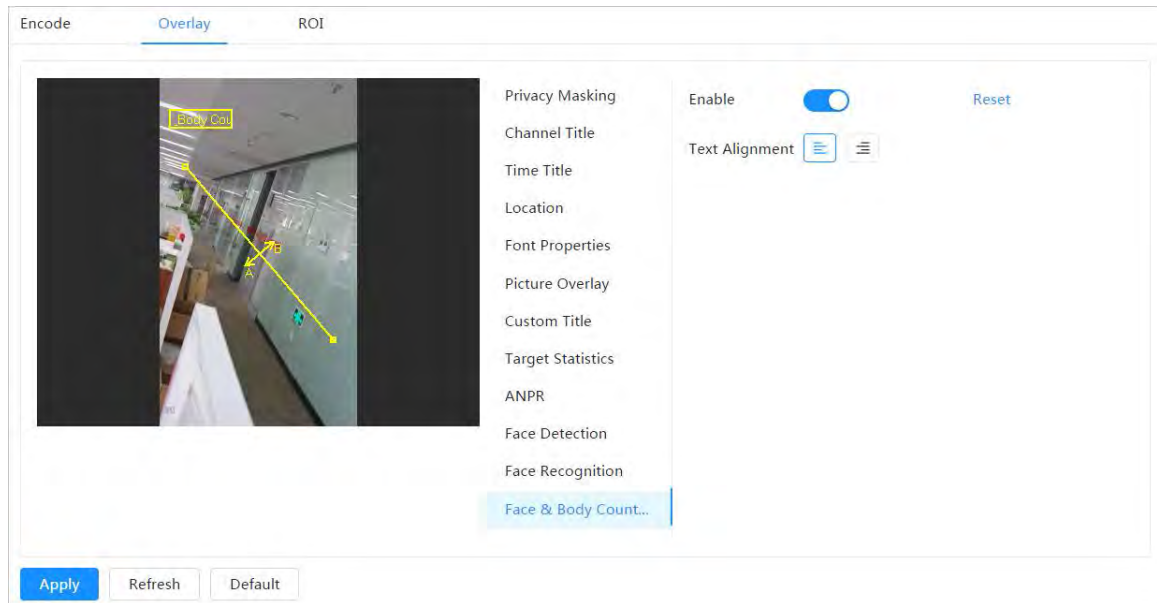 Encode Overlay ROI
Body Cou
B
A
Privacy Masking
Channel Title
Time Title
Location
Font Properties
Picture Overlay
Custom Title
Target Statistics
ANPR
Face Detection
Face Recognition
Face & Body Count...
Enable Reset
Text Alignment
Apply Refresh Default